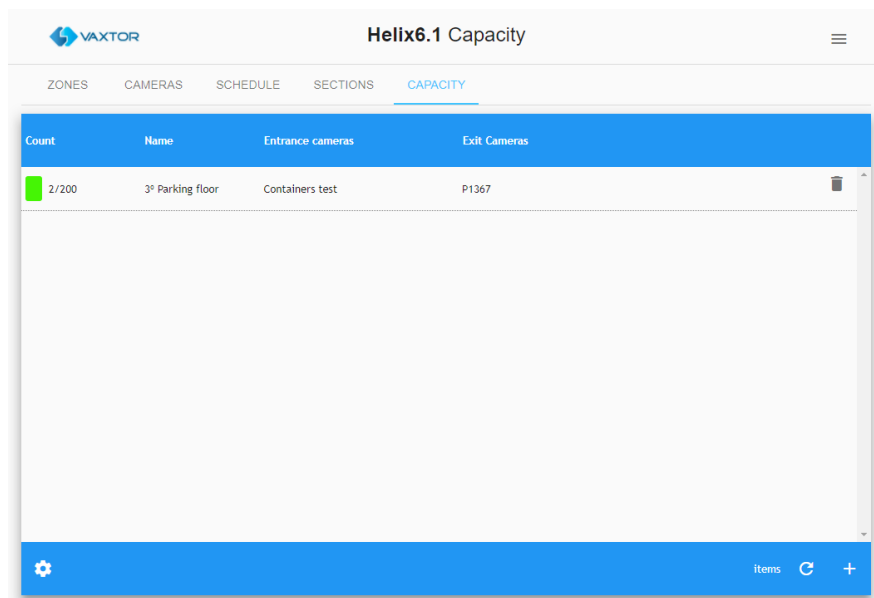 VAXTOR
Helix6.1 Capacity
ZONES CAMERAS SCHEDULE SECTIONS CAPACITY
Count Name Entrance cameras Exit Cameras
2/200 3º Parking floor Containers test P1367
items